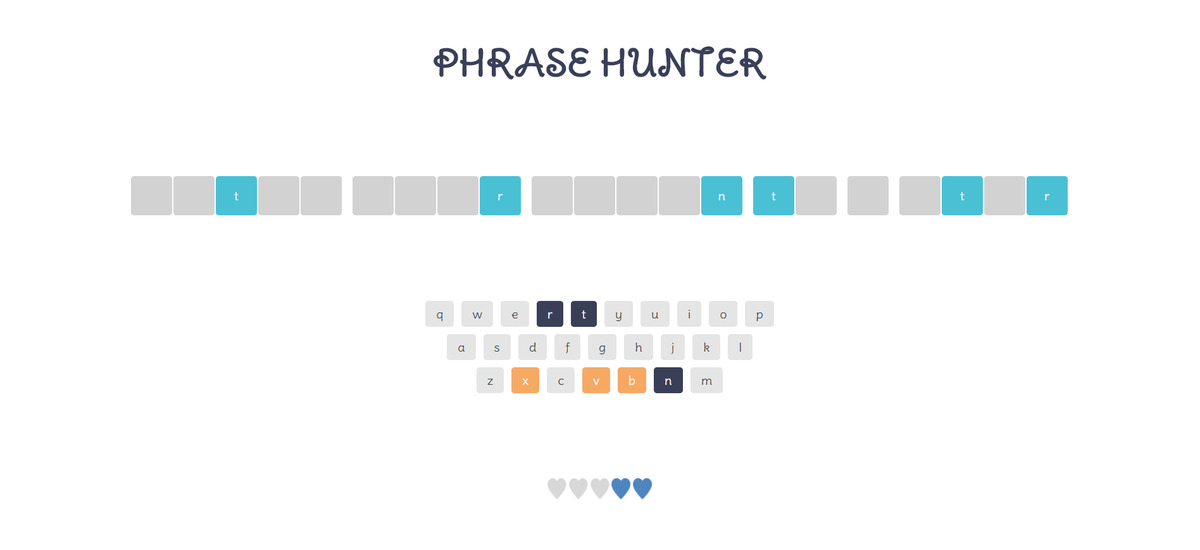 PHRASE HUNTER
t r n t t r
q w e r t y u i o p
a s d f g h j k l
z x c v b n m